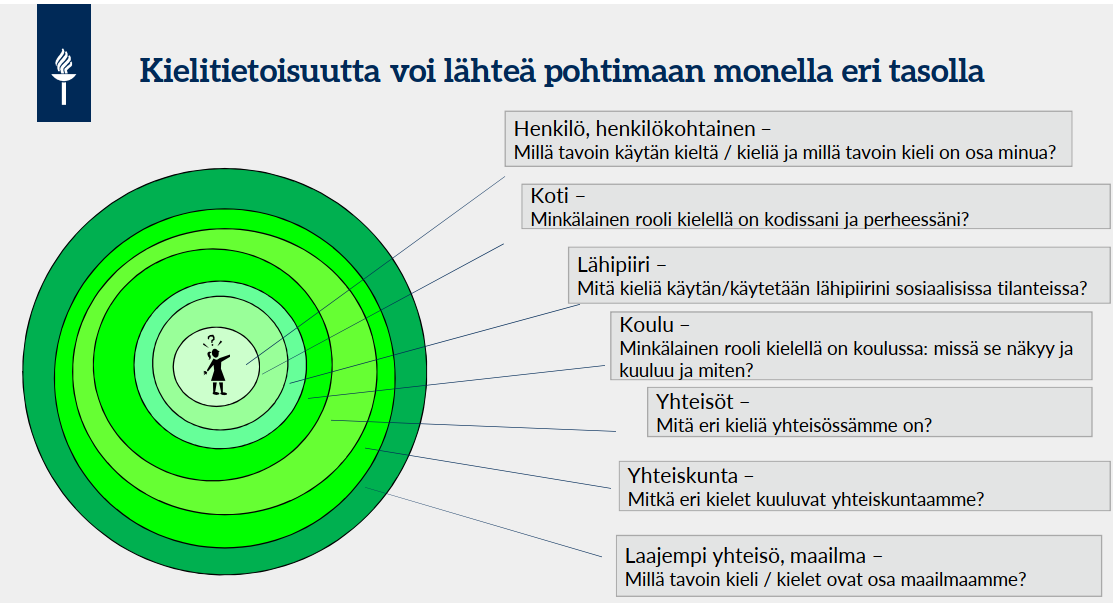 Kielitietoisuutta voi lähteä pohtimaan monella eri tasolla
Henkilö, henkilökohtainen –
Millä tavoin käytän kieltä / kieliä ja millä tavoin kieli on osa minua?
Koti –
Minkälainen rooli kielellä on kodissani ja perheessäni?
Lähipiiri –
Mitä kieliä käytän/käytetään lähipiirini sosiaalisissa tilanteissa?
Koulu –
Minkälainen rooli kielellä on koulussa: missä se näkyy ja
kuuluu ja miten?
Yhteisöt –
Mitä eri kieliä yhteisössämme on?
Yhteiskunta –
Mitkä eri kielet kuuluvat yhteiskuntaamme?
Laajempi yhteisö, maailma –
Millä tavoin kieli / kielet ovat osa maailmaamme?
?